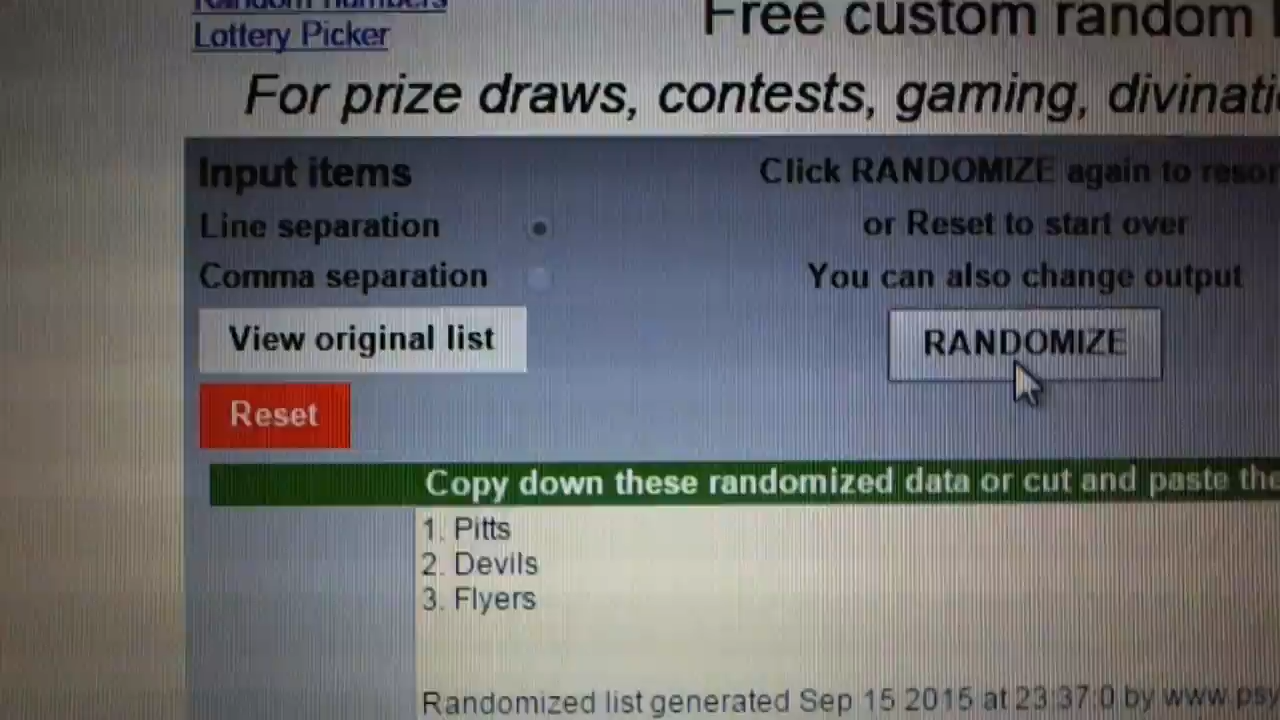 Random numbers
Lottery Picker
Free custom random
For prize draws, contests, gaming,
Input items
Click RANDOMIZE again to
Line separation
or Reset to start over
Comma separation
You can also change output
View original list
RANDOMIZE
Reset
Copy down these randomized data or cut and paste
1. Pitts
2. Devils
3. Flyers
Randomized list generated Sep 15 2015 at 23:37:0 by